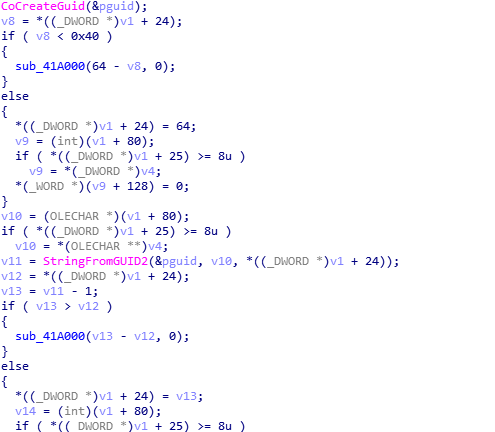 CoCreateGuid(&pguid);
v8 = *((_DWORD *)v1 + 24);
if ( v8 < 0x40 )
{
sub_41A000(64 - v8, 0);
}
else
{
*((_DWORD *)v1 + 24) = 64;
v9 = (int)(v1 + 80);
if ( *((_DWORD *)v1 + 25) >= 8u )
v9 = *(_DWORD *)v4;
*(_WORD *)(v9 + 128) = 0;
}
v10 = (OLECHAR *)(v1 + 80);
if ( *((_DWORD *)v1 + 25) >= 8u )
v10 = *(OLECHAR **)v4;
v11 = StringFromGUID2(&pguid, v10, *((_DWORD *)v1 + 24));
v12 = *((_DWORD *)v1 + 24);
v13 = v11 - 1;
if ( v13 > v12 )
{
sub_41A000(v13 - v12, 0);
}
else
{
*((_DWORD *)v1 + 24) = v13;
v14 = (int)(v1 + 80);
if ( *((_DWORD *)v1 + 25) >= 8u )